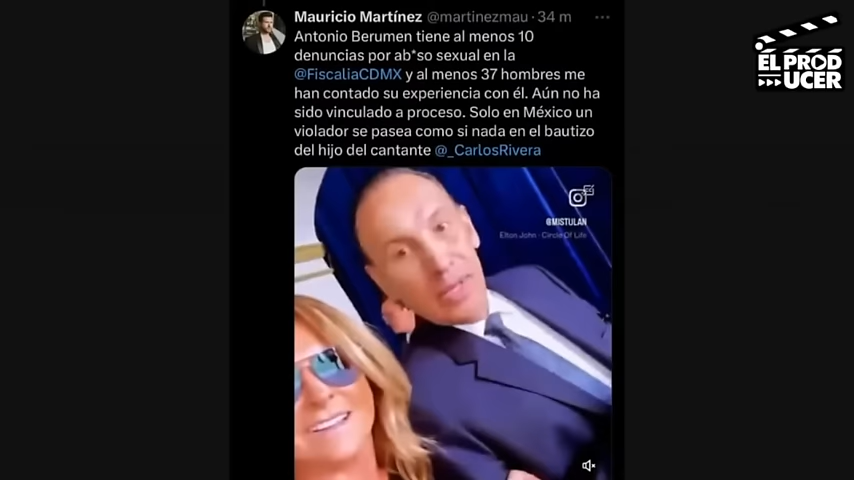 Mauricio Martínez @martinezmau · 34 m
Antonio Berumen tiene al menos 10
denuncias por ab*so sexual en la
@FiscaliaCDMX y al menos 37 hombres me
han contado su experiencia con él. Aún no ha
sido vinculado a proceso. Solo en México un
violador se pasea como si nada en el bautizo
del hijo del cantante @_CarlosRivera
@MISTULAN
Elton John · Circle Of Life
EL PROD
UCER